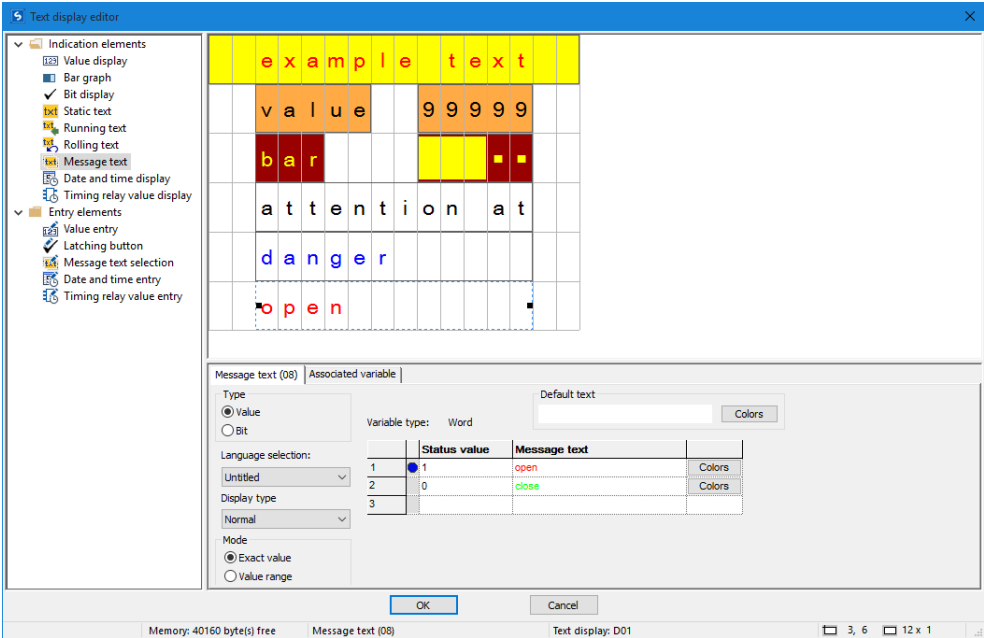 Text display editor
Indication elements
Value display
Bar graph
Bit display
Static text
Running text
Rolling text
Message text
Date and time display
Timing relay value display
Entry elements
Value entry
Latching button
Message text selection
Date and time entry
Timing relay value entry
example text
value 99999
bar
attention at
danger
open
Message text (08) Associated variable
Type
Value
Bit
Language selection:
Untitled
Display type
Normal
Mode
Exact value
Value range
Default text
Colors
Variable type: Word
Status value Message text
1 1 open Colors
2 0 close Colors
3
OK Cancel
Memory: 40160 byte(s) free Message text (08) Text display: D01 3, 6 12 x 1